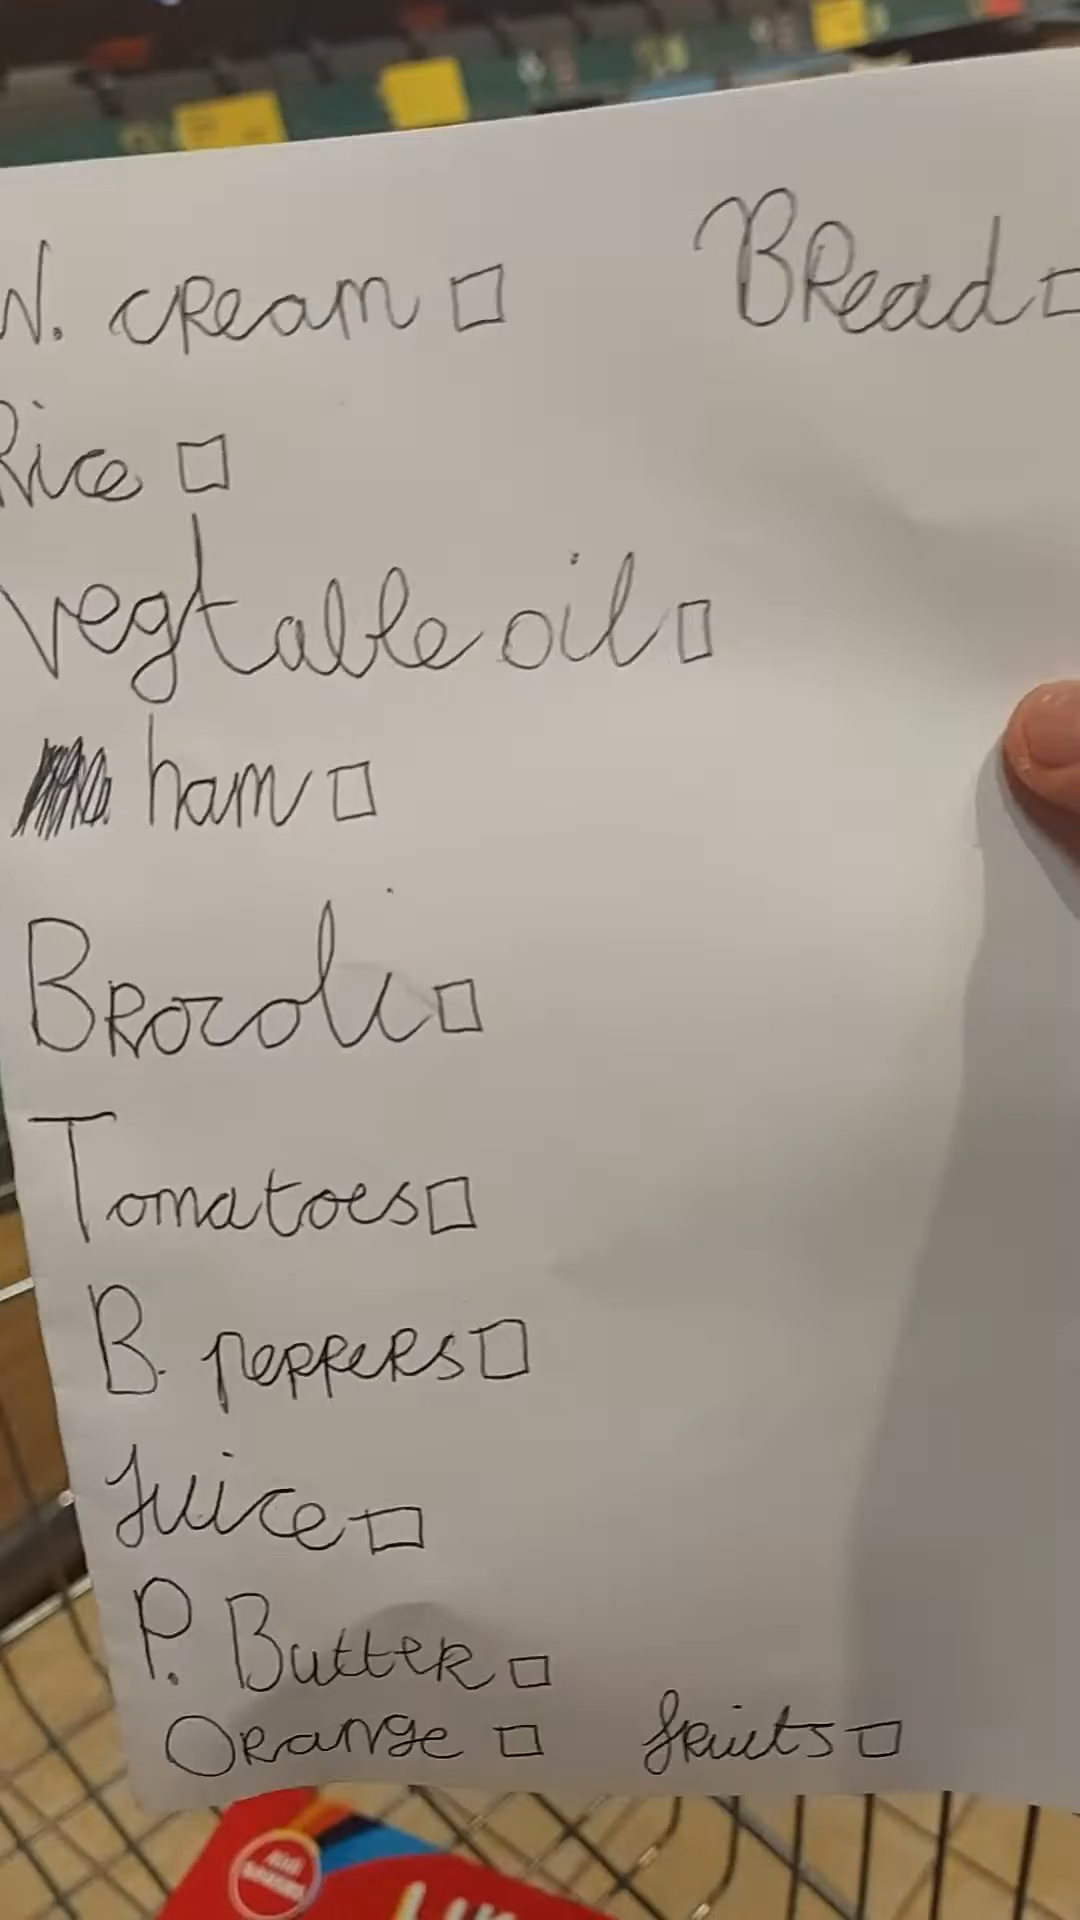 . cream Bread
Rice
Vegtable oil
ham
Brocoli
Tomatoes
B. peppers
Juice
P. Butter
Orange fruits